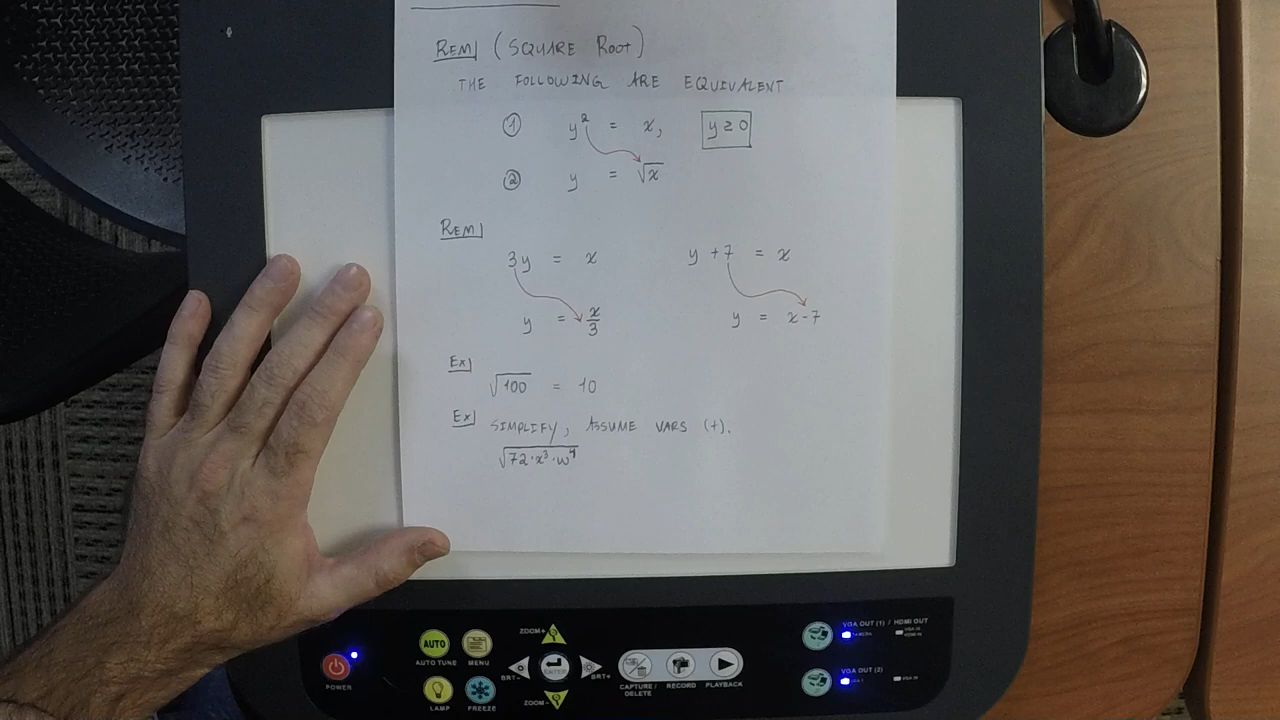 REM (SQUARE ROOT)
THE FOLLOWING ARE EQUIVALENT
① y² = x, y ≥ 0
② y = √x
REM
3y = x y + 7 = x
y = x/3 y = x - 7
Ex √100 = 10
Ex SIMPLIFY, ASSUME VARS (+).
√72·x³·w⁴
AUTO
AUTO TUNE
MENU
ZOOM+
POWER
LAMP
FREEZE
BRT-
ENTER
BRT+
ZOOM-
CAPTURE / DELETE
RECORD
PLAYBACK
VGA OUT (1) / HDMI OUT
VGA OUT (2)